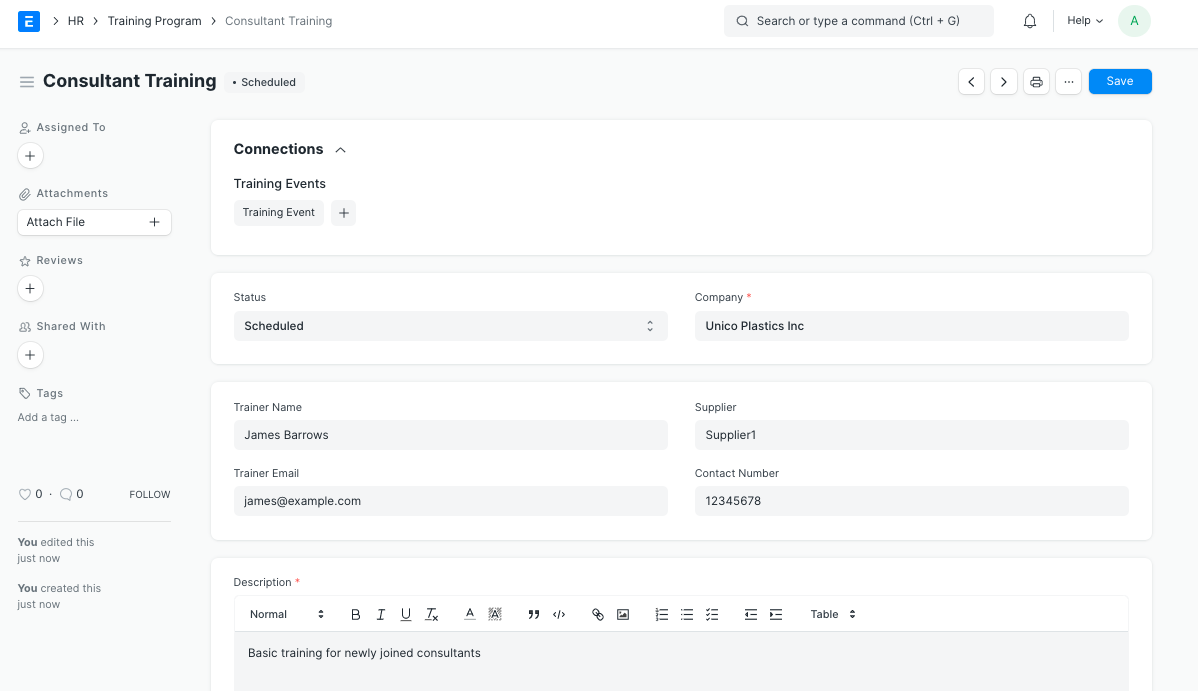 E HR Training Program Consultant Training Search or type a command (Ctrl + G) Help A
Consultant Training • Scheduled ... Save
Assigned To
Attachments
Attach File
Reviews
Shared With
Tags
Add a tag ...
0 · 0 FOLLOW
You edited this
just now
You created this
just now
Connections
Training Events
Training Event
Status
Scheduled
Company *
Unico Plastics Inc
Trainer Name
James Barrows
Supplier
Supplier1
Trainer Email
james@example.com
Contact Number
12345678
Description *
Normal B I U Tx A A </> Table
Basic training for newly joined consultants